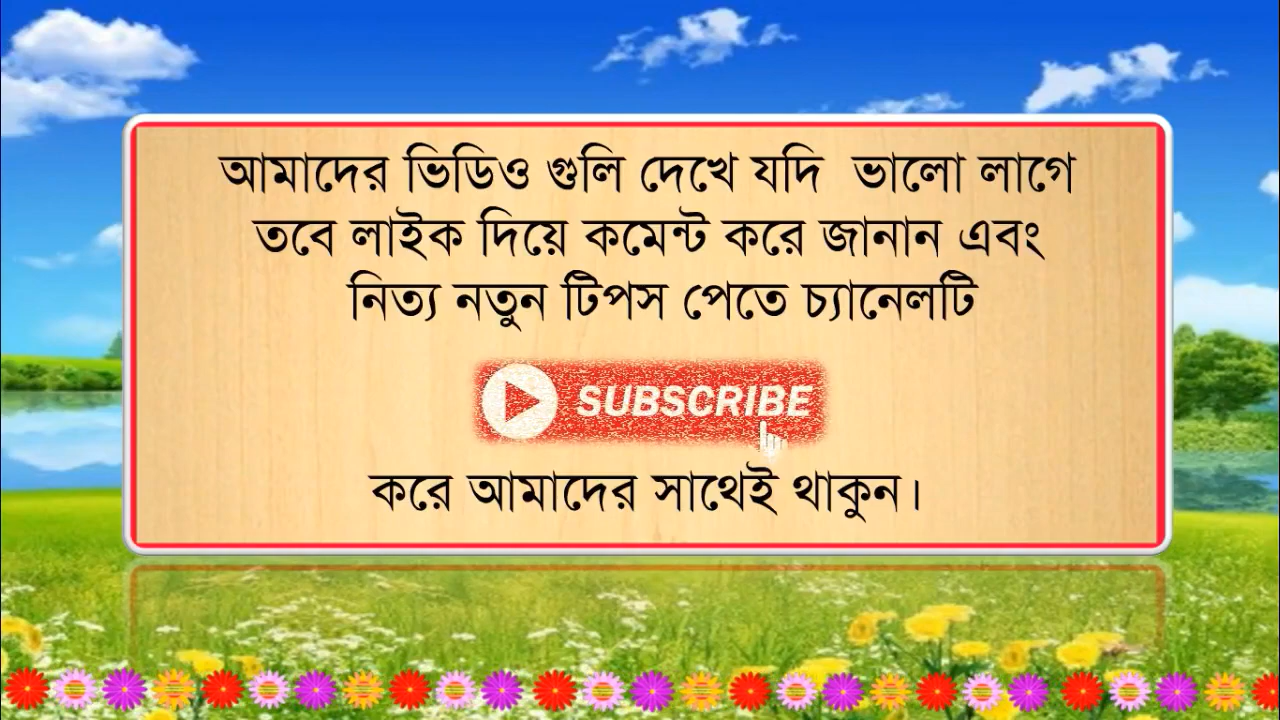 আমাদের ভিডিও গুলি দেখে যদি ভালো লাগে
তবে লাইক দিয়ে কমেন্ট করে জানান এবং
নিত্য নতুন টিপস পেতে চ্যানেলটি
SUBSCRIBE
করে আমাদের সাথেই থাকুন।